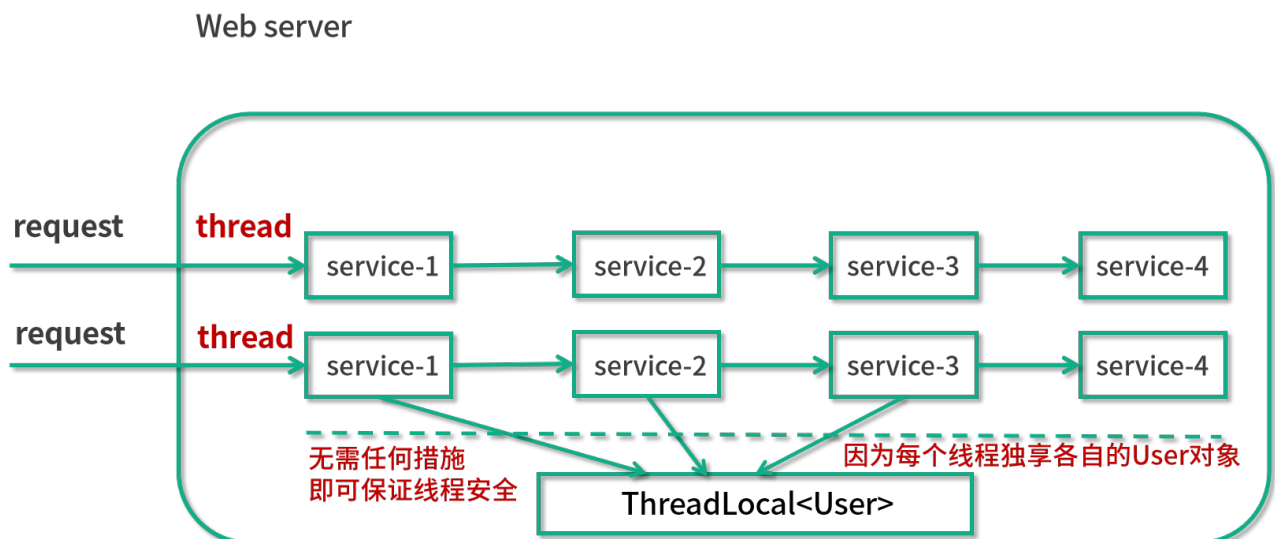 Web server
request
thread
service-1
service-2
service-3
service-4
request
thread
service-1
service-2
service-3
service-4
无需任何措施
即可保证线程安全
因为每个线程独享各自的User对象
ThreadLocal<User>